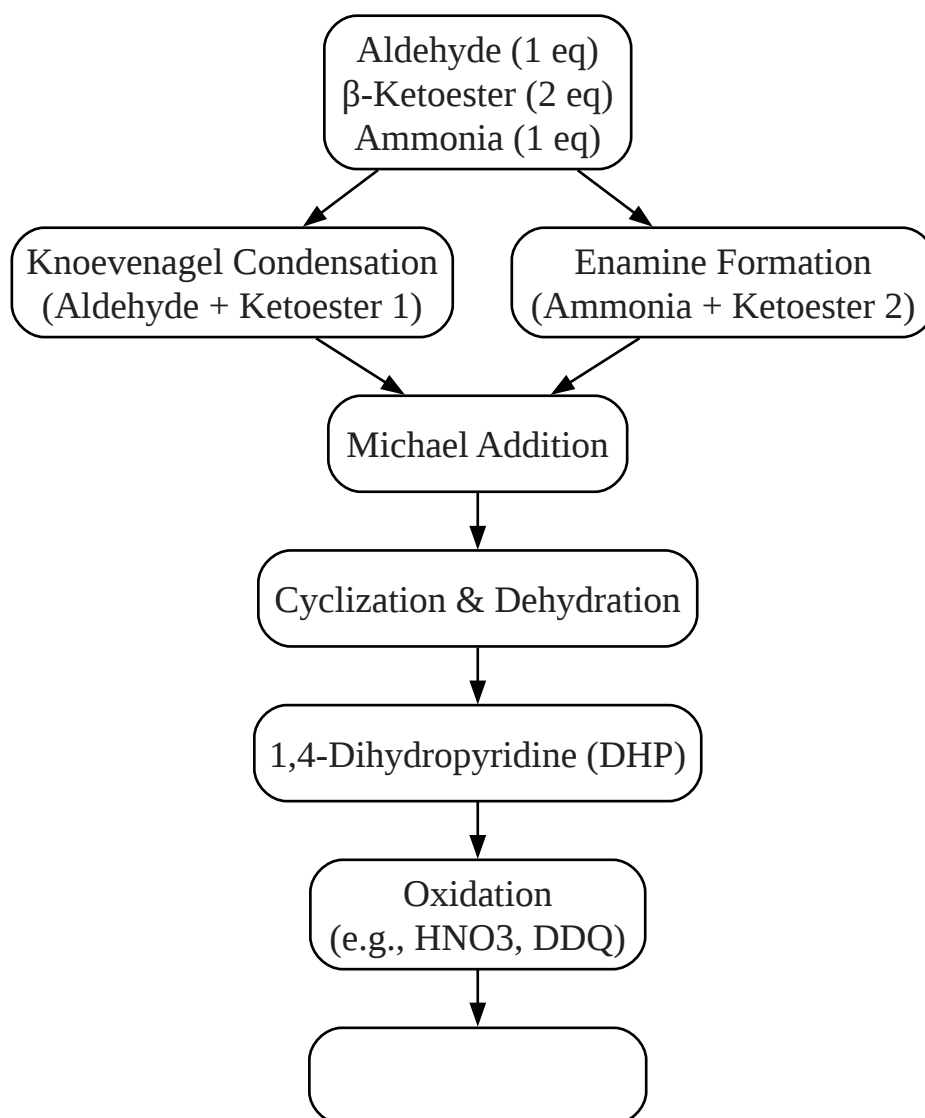 Aldehyde (1 eq)
β-Ketoester (2 eq)
Ammonia (1 eq)
Knoevenagel Condensation
(Aldehyde + Ketoester 1)
Enamine Formation
(Ammonia + Ketoester 2)
Michael Addition
Cyclization & Dehydration
1,4-Dihydropyridine (DHP)
Oxidation
(e.g., HNO3, DDQ)